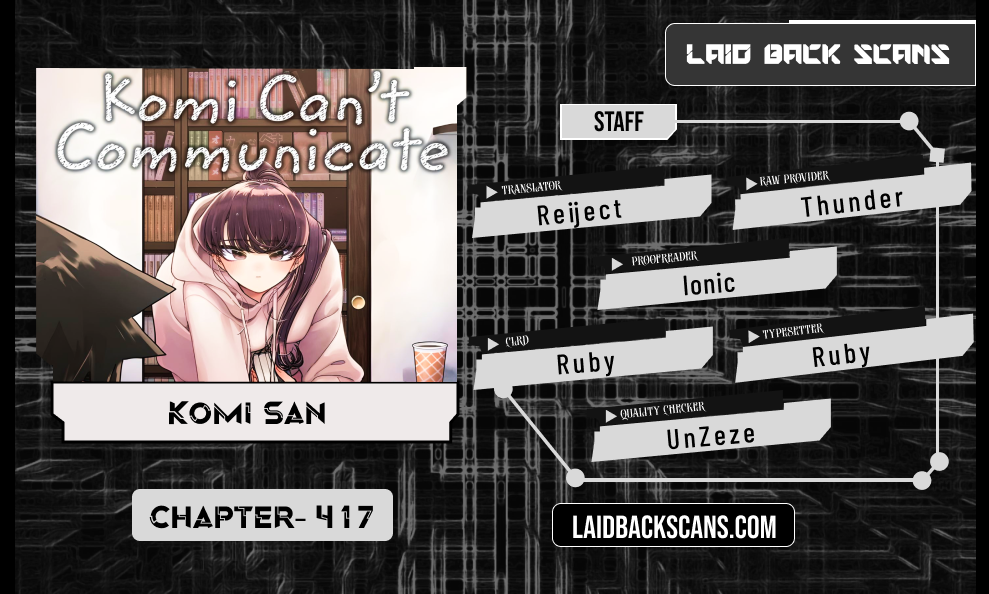 LAID BACK SCANS
Komi Can't
Communicate
KOMI SAN
CHAPTER- 417
STAFF
TRANSLATOR
Reiject
RAW PROVIDER
Thunder
PROOFREADER
Ionic
CLRD
Ruby
TYPESETTER
Ruby
QUALITY CHECKER
UnZeze
LAIDBACKSCANS.COM